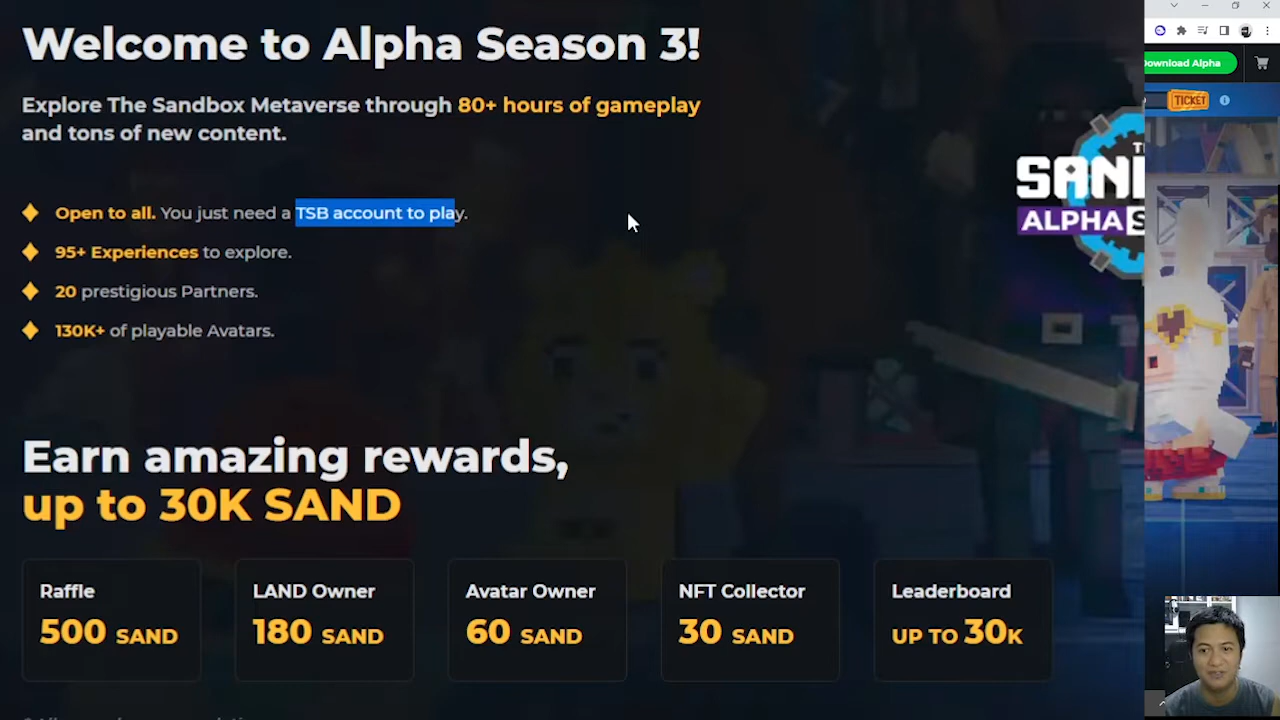 Welcome to Alpha Season 3!
Explore The Sandbox Metaverse through 80+ hours of gameplay
and tons of new content.
Open to all. You just need a TSB account to play.
95+ Experiences to explore.
20 prestigious Partners.
130K+ of playable Avatars.
Earn amazing rewards,
up to 30K SAND
Raffle
500 SAND
LAND Owner
180 SAND
Avatar Owner
60 SAND
NFT Collector
30 SAND
Leaderboard
UP TO 30K
Download Alpha
TICKET
SAND
ALPHA S